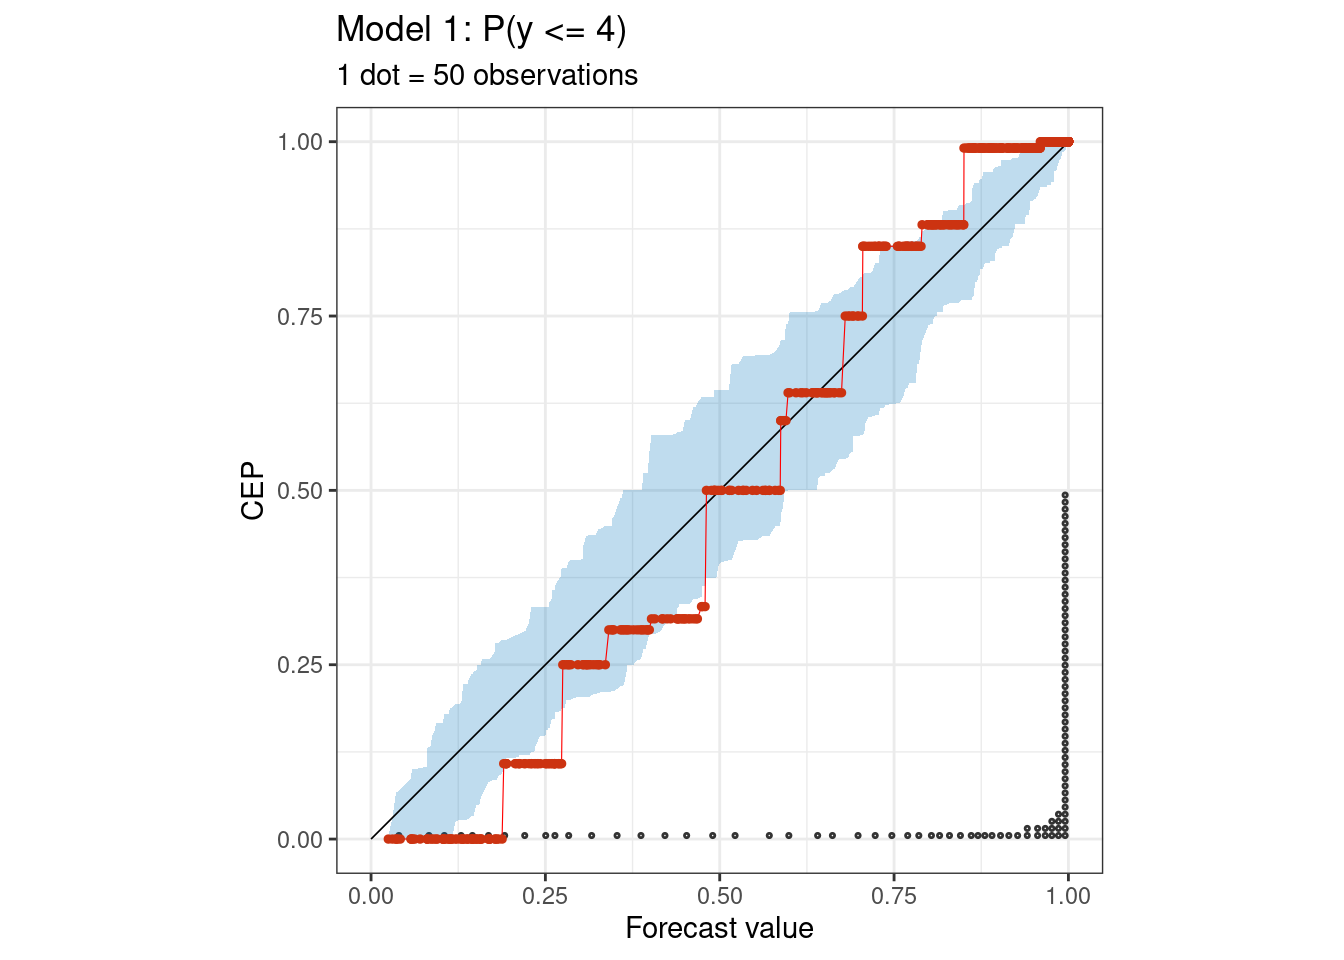 Model 1: P(y <= 4)
1 dot = 50 observations
1.00
0.75
0.50
0.25
0.00
CEP
0.00 0.25 0.50 0.75 1.00
Forecast value